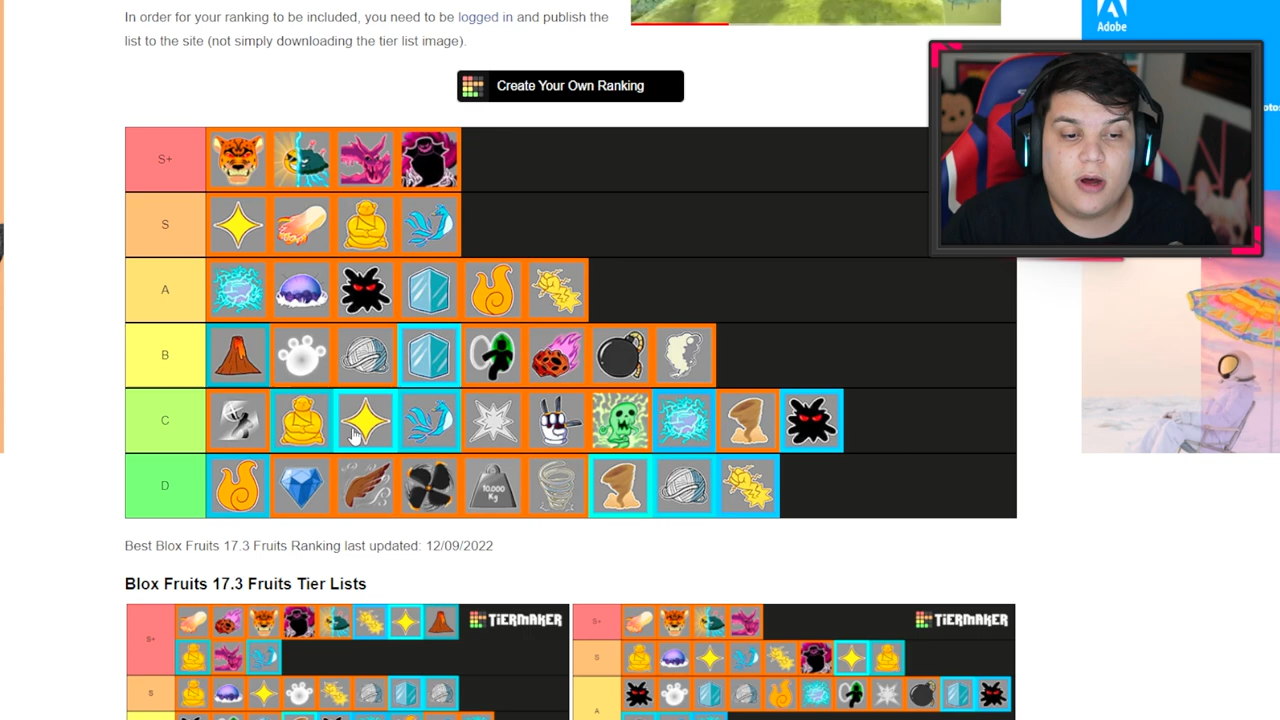 In order for your ranking to be included, you need to be logged in and publish the
list to the site (not simply downloading the tier list image).
Adobe
Create Your Own Ranking
S+
S
A
B
C
D
10.000
Kg
Best Blox Fruits 17.3 Fruits Ranking last updated: 12/09/2022
Blox Fruits 17.3 Fruits Tier Lists
S+
TIERMAKER
S
S+
TIERMAKER
S
A